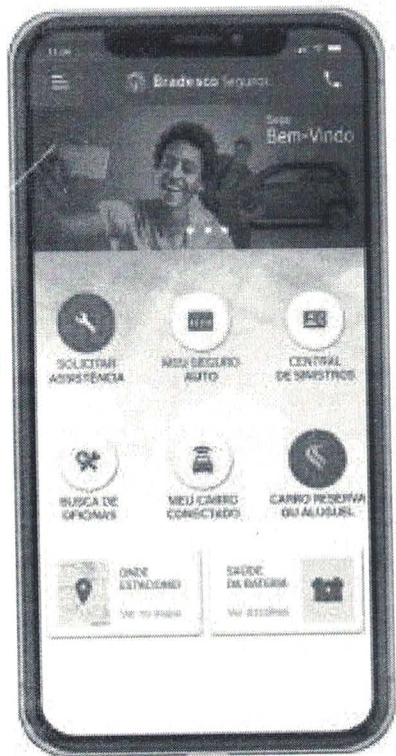 Bradesco Seguros
Seja
Bem-Vindo
SOLICITAR
ASSISTÊNCIA
MEU SEGURO
AUTO
CENTRAL
DE SINISTROS
BUSCA DE
OFICINAS
MEU CARRO
CONECTADO
CARRO RESERVA
OU ALUGUEL
ONDE
ESTACIONEI
SAÚDE
DA BATERIA